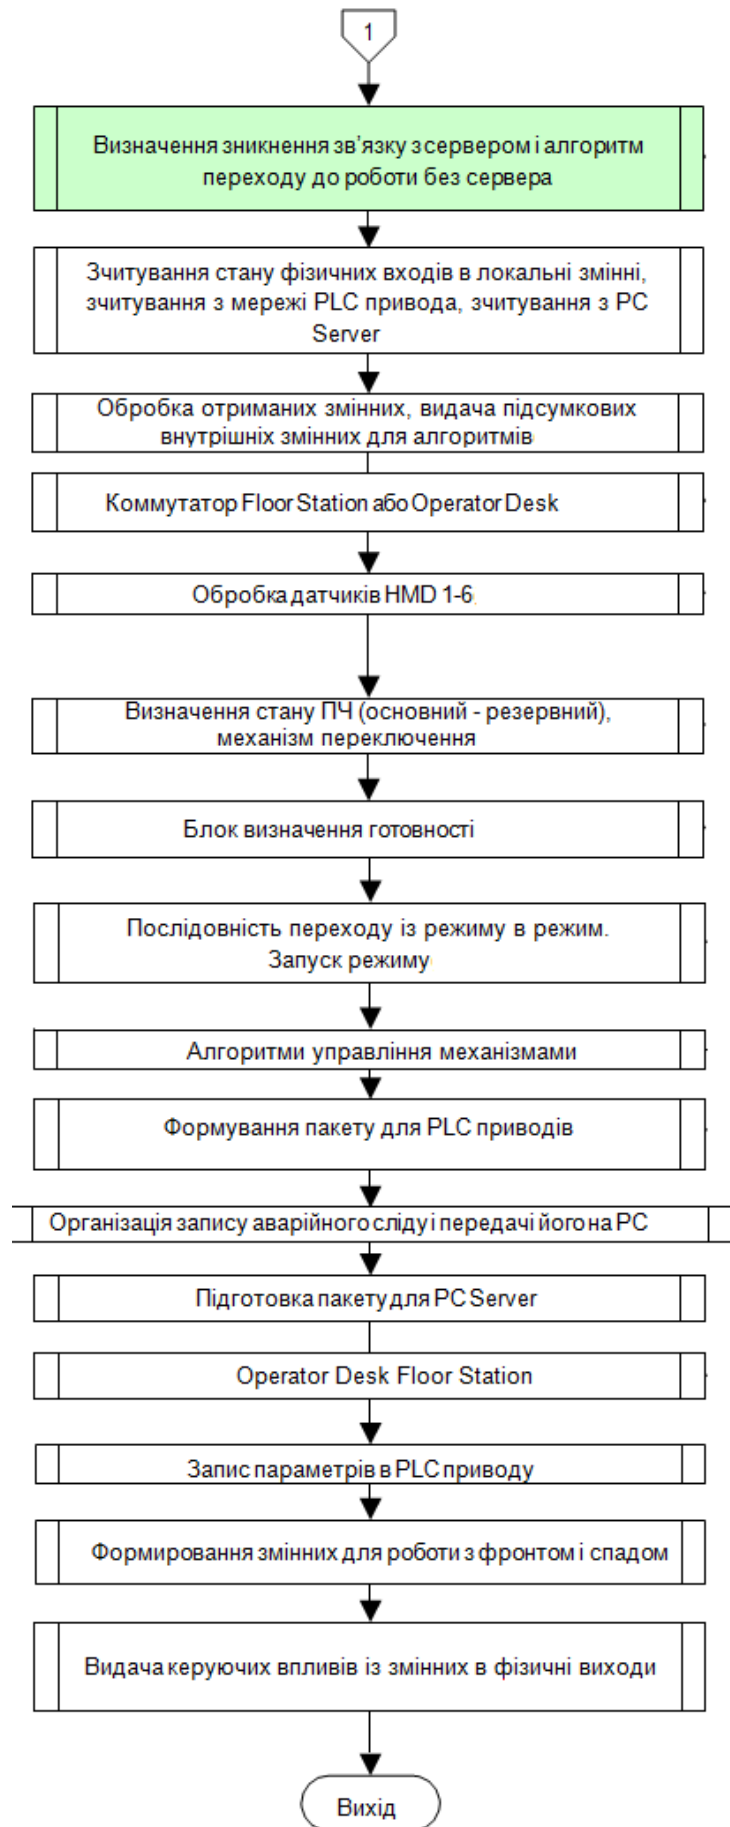 1
Визначення зникнення зв’язку з сервером і алгоритм
переходу до роботи без сервера
Зчитування стану фізичних входів в локальні змінні,
зчитування з мережі PLC привода, зчитування з PC
Server
Обробка отриманих змінних, видача підсумкових
внутрішніх змінних для алгоритмів
Коммутатор Floor Station або Operator Desk
Обробка датчиків HMD 1-6
Визначення стану ПЧ (основний - резервний),
механізм переключення
Блок визначення готовності
Послідовність переходу із режиму в режим.
Запуск режиму
Алгоритми управління механізмами
Формування пакету для PLC приводів
Організація запису аварійного сліду і передачі його на PC
Підготовка пакету для PC Server
Operator Desk Floor Station
Запис параметрів в PLC приводу
Формировання змінних для роботи з фронтом і спадом
Видача керуючих впливів із змінних в фізичні виходи
Вихід